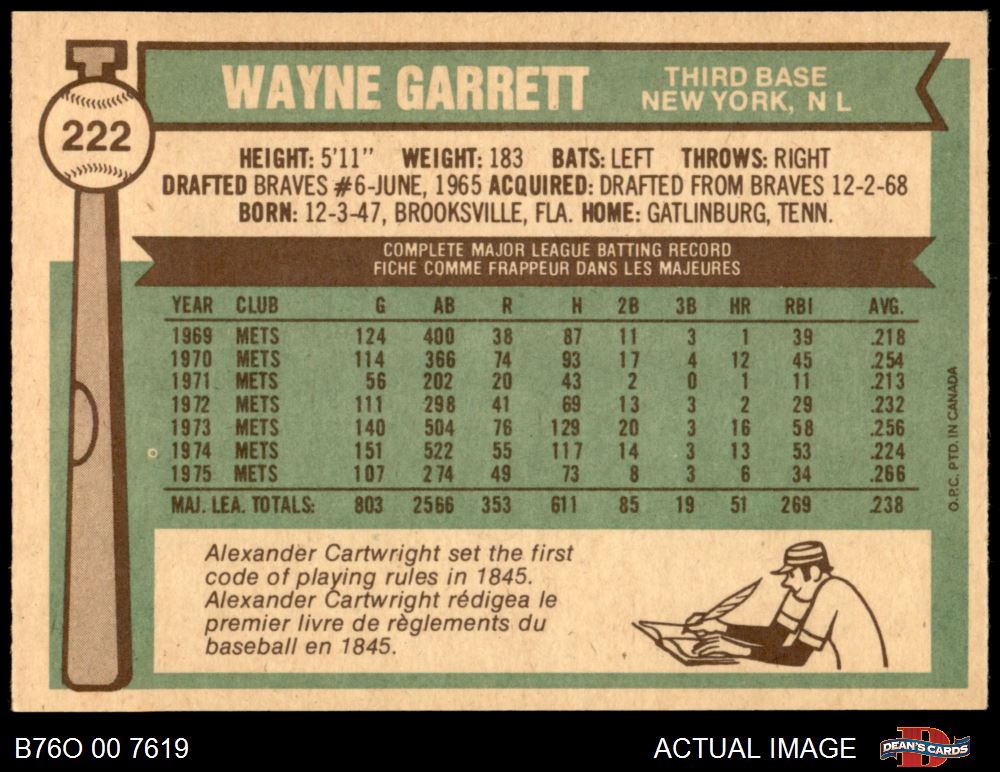 222
WAYNE GARRETT
THIRD BASE
NEW YORK, N L
HEIGHT: 5'11" WEIGHT: 183 BATS: LEFT THROWS: RIGHT
DRAFTED BRAVES #6-JUNE, 1965 ACQUIRED: DRAFTED FROM BRAVES 12-2-68
BORN: 12-3-47, BROOKSVILLE, FLA. HOME: GATLINBURG, TENN.
COMPLETE MAJOR LEAGUE BATTING RECORD
FICHE COMME FRAPPEUR DANS LES MAJEURES
YEAR CLUB G AB R H 2B 3B HR RBI AVG.
1969 METS 124 400 38 87 11 3 1 39 .218
1970 METS 114 366 74 93 17 4 12 45 .254
1971 METS 56 202 20 43 2 0 1 11 .213
1972 METS 111 298 41 69 13 3 2 29 .232
1973 METS 140 504 76 129 20 3 16 58 .256
1974 METS 151 522 55 117 14 3 13 53 .224
1975 METS 107 274 49 73 8 3 6 34 .266
MAJ. LEA. TOTALS: 803 2566 353 611 85 19 51 269 .238
O.P.C. PTD. IN CANADA
Alexander Cartwright set the first
code of playing rules in 1845.
Alexander Cartwright rédigea le
premier livre de règlements du
baseball en 1845.
B76O 00 7619
ACTUAL IMAGE
DEAN'S CARDS